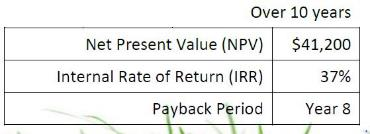 Over 10 years
Net Present Value (NPV) $41,200
Internal Rate of Return (IRR) 37%
Payback Period Year 8